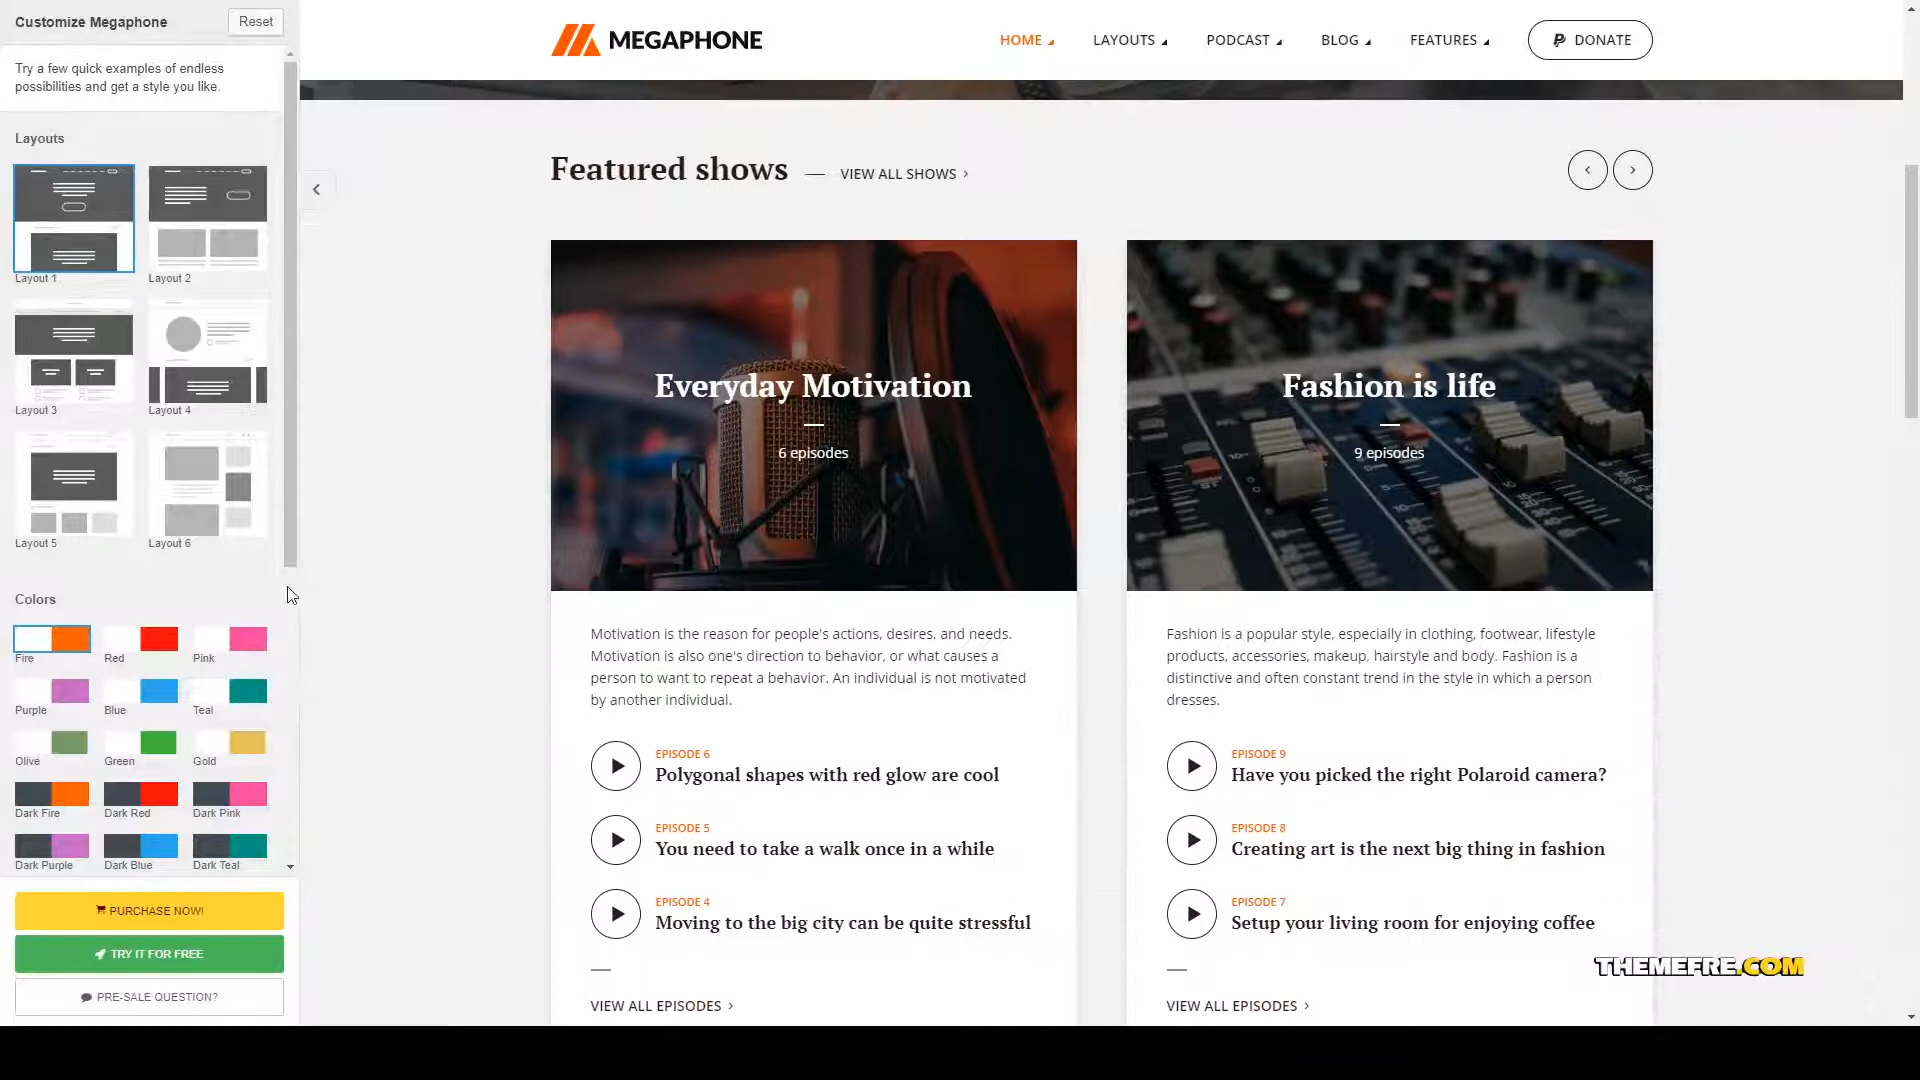 Customize Megaphone
Reset
Try a few quick examples of endless
possibilities and get a style you like.
Layouts
Layout 1
Layout 2
Layout 3
Layout 4
Layout 5
Layout 6
Colors
Fire
Red
Pink
Purple
Blue
Teal
Olive
Green
Gold
Dark Fire
Dark Red
Dark Pink
Dark Purple
Dark Blue
Dark Teal
PURCHASE NOW!
TRY IT FOR FREE
PRE-SALE QUESTION?
MEGAPHONE
HOME
LAYOUTS
PODCAST
BLOG
FEATURES
DONATE
Featured shows
VIEW ALL SHOWS
Everyday Motivation
6 episodes
Motivation is the reason for people's actions, desires, and needs.
Motivation is also one's direction to behavior, or what causes a
person to want to repeat a behavior. An individual is not motivated
by another individual.
EPISODE 6
Polygonal shapes with red glow are cool
EPISODE 5
You need to take a walk once in a while
EPISODE 4
Moving to the big city can be quite stressful
VIEW ALL EPISODES
Fashion is life
9 episodes
Fashion is a popular style, especially in clothing, footwear, lifestyle
products, accessories, makeup, hairstyle and body. Fashion is a
distinctive and often constant trend in the style in which a person
dresses.
EPISODE 9
Have you picked the right Polaroid camera?
EPISODE 8
Creating art is the next big thing in fashion
EPISODE 7
Setup your living room for enjoying coffee
VIEW ALL EPISODES
THEMEFRE.COM